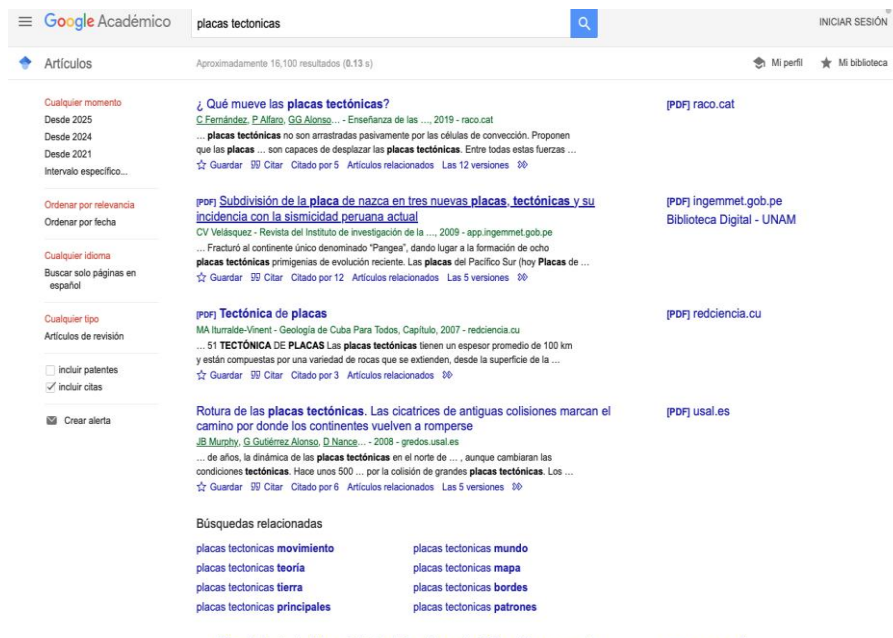 Google Académico
placas tectonicas
INICIAR SESIÓN
Artículos
Aproximadamente 16,100 resultados (0.13 s)
Mi perfil
Mi biblioteca
Cualquier momento
Desde 2025
Desde 2024
Desde 2021
Intervalo específico...
Ordenar por relevancia
Ordenar por fecha
Cualquier idioma
Buscar solo páginas en
español
Cualquier tipo
Artículos de revisión
incluir patentes
incluir citas
Crear alerta
¿ Qué mueve las placas tectónicas?
C Fernández, P Alfaro, GG Alonso... - Enseñanza de las ..., 2019 - raco.cat
... placas tectónicas no son arrastradas pasivamente por las células de convección. Proponen
que las placas ... son capaces de desplazar las placas tectónicas. Entre todas estas fuerzas ...
Guardar Citar Citado por 5 Artículos relacionados Las 12 versiones
[PDF] raco.cat
[PDF] Subdivisión de la placa de nazca en tres nuevas placas, tectónicas y su
incidencia con la sismicidad peruana actual
CV Velásquez - Revista del Instituto de investigación de la ..., 2009 - app.ingemmet.gob.pe
... Fracturó al continente único denominado "Pangea", dando lugar a la formación de ocho
placas tectónicas primigenias de evolución reciente. Las placas del Pacífico Sur (hoy Placas de ...
Guardar Citar Citado por 12 Artículos relacionados Las 5 versiones
[PDF] ingemmet.gob.pe
Biblioteca Digital - UNAM
[PDF] Tectónica de placas
MA Iturralde-Vinent - Geología de Cuba Para Todos, Capítulo, 2007 - redciencia.cu
... 51 TECTÓNICA DE PLACAS Las placas tectónicas tienen un espesor promedio de 100 km
y están compuestas por una variedad de rocas que se extienden, desde la superficie de la ...
Guardar Citar Citado por 3 Artículos relacionados
[PDF] redciencia.cu
Rotura de las placas tectónicas. Las cicatrices de antiguas colisiones marcan el
camino por donde los continentes vuelven a romperse
JB Murphy, G Gutiérrez Alonso, D Nance... - 2008 - gredos.usal.es
... de años, la dinámica de las placas tectónicas en el norte de ... , aunque cambiaran las
condiciones tectónicas. Hace unos 500 ... por la colisión de grandes placas tectónicas. Los ...
Guardar Citar Citado por 6 Artículos relacionados Las 5 versiones
[PDF] usal.es
Búsquedas relacionadas
placas tectonicas movimiento
placas tectonicas mundo
placas tectonicas teoría
placas tectonicas mapa
placas tectonicas tierra
placas tectonicas bordes
placas tectonicas principales
placas tectonicas patrones